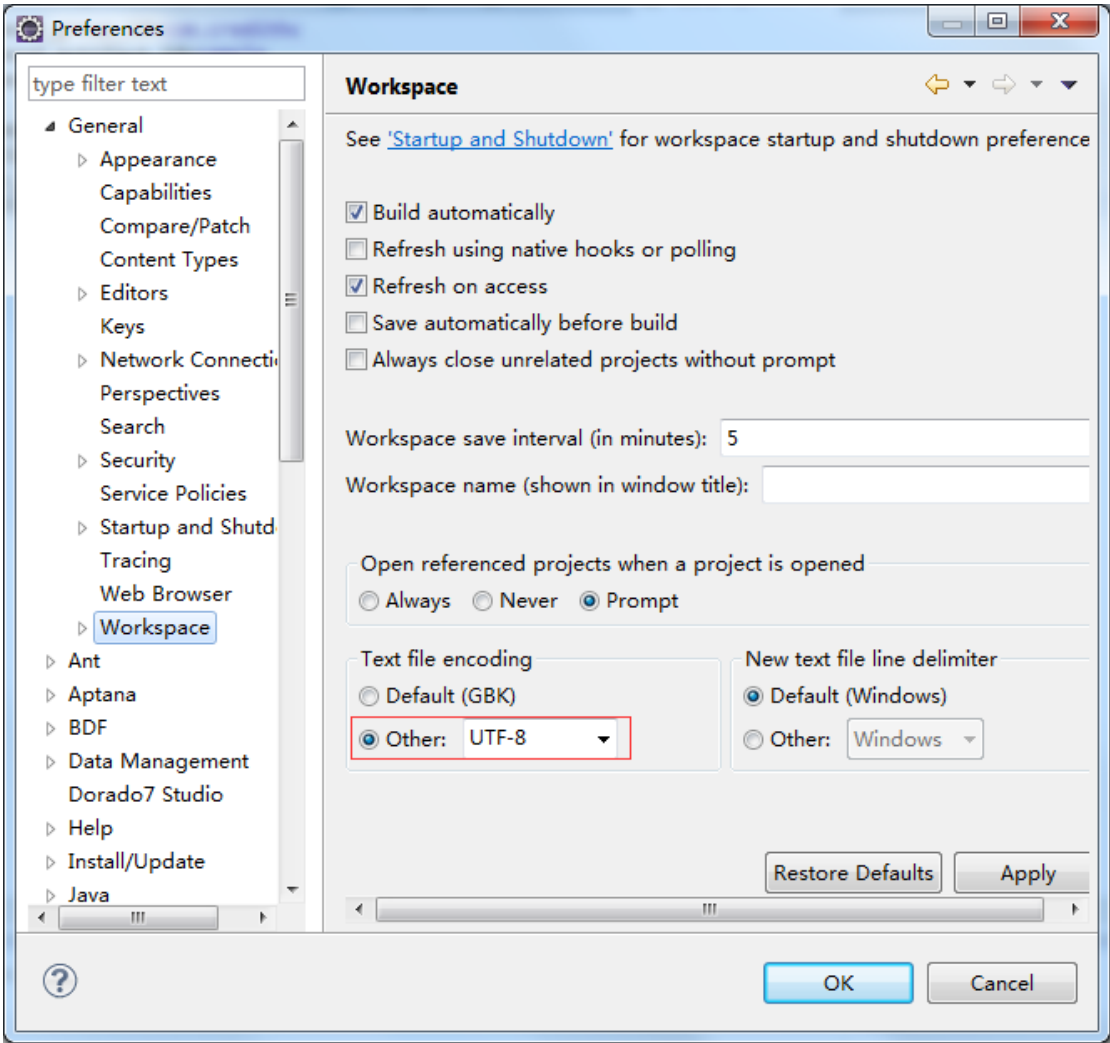 Preferences
type filter text
General
Appearance
Capabilities
Compare/Patch
Content Types
Editors
Keys
Network Connecti
Perspectives
Search
Security
Service Policies
Startup and Shutd
Tracing
Web Browser
Workspace
Ant
Aptana
BDF
Data Management
Dorado7 Studio
Help
Install/Update
Java
Workspace
See 'Startup and Shutdown' for workspace startup and shutdown preference
Build automatically
Refresh using native hooks or polling
Refresh on access
Save automatically before build
Always close unrelated projects without prompt
Workspace save interval (in minutes): 5
Workspace name (shown in window title):
Open referenced projects when a project is opened
Always Never Prompt
Text file encoding
Default (GBK)
Other: UTF-8
New text file line delimiter
Default (Windows)
Other: Windows
Restore Defaults Apply
OK Cancel